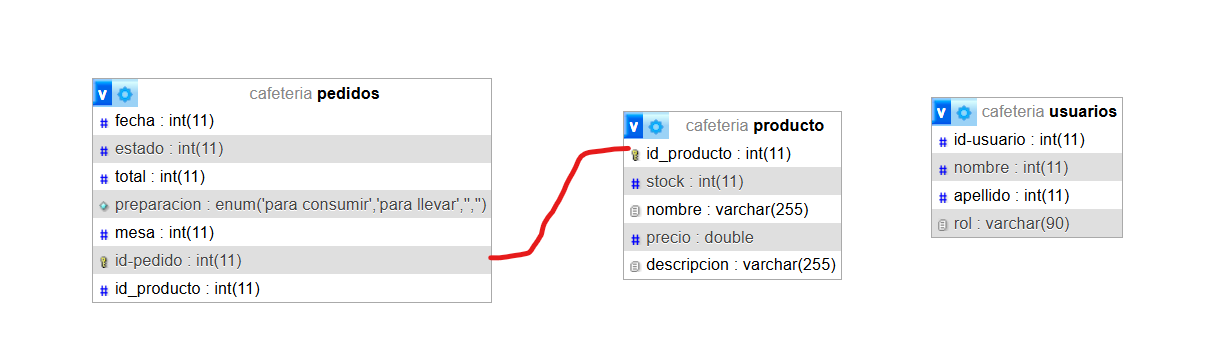 v cafeteria pedidos
# fecha : int(11)
# estado : int(11)
# total : int(11)
preparacion : enum('para consumir','para llevar','','')
# mesa : int(11)
id-pedido : int(11)
# id_producto : int(11)
v cafeteria producto
id_producto : int(11)
# stock : int(11)
nombre : varchar(255)
# precio : double
descripcion : varchar(255)
v cafeteria usuarios
# id-usuario : int(11)
# nombre : int(11)
# apellido : int(11)
rol : varchar(90)